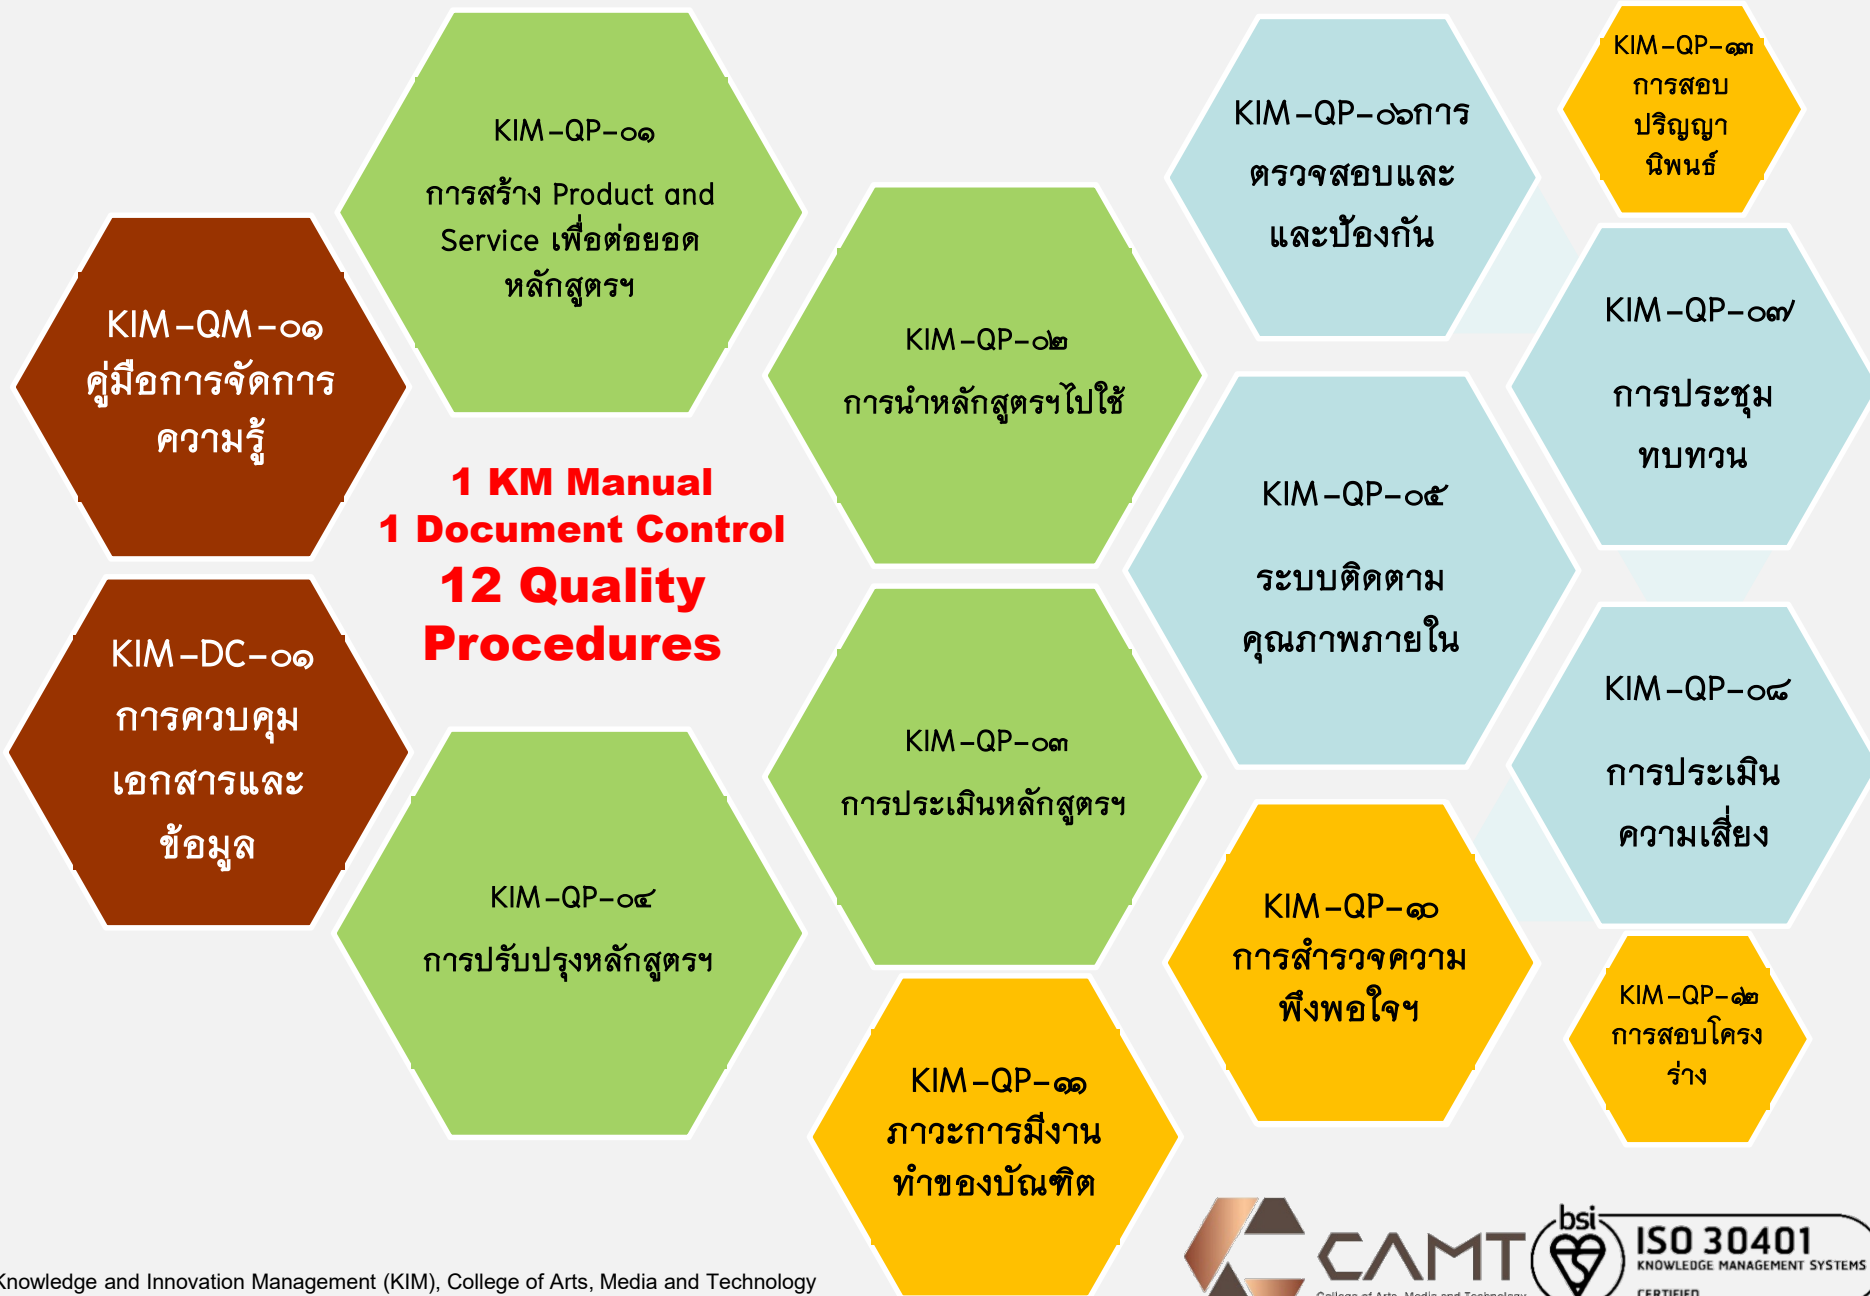 KIM-QM-๐๑
คู่มือการจัดการ
ความรู้
KIM-DC-๐๑
การควบคุม
เอกสารและ
ข้อมูล
KIM-QP-๐๑
การสร้าง Product and
Service เพื่อต่อยอด
หลักสูตรฯ
1 KM Manual
1 Document Control
12 Quality
Procedures
KIM-QP-๐๔
การปรับปรุงหลักสูตรฯ
KIM-QP-๐๒
การนำหลักสูตรฯไปใช้
KIM-QP-๐๓
การประเมินหลักสูตรฯ
KIM-QP-๑๑
ภาวะการมีงาน
ทำของบัณฑิต
KIM-QP-๐๖การ
ตรวจสอบและ
และป้องกัน
KIM-QP-๐๕
ระบบติดตาม
คุณภาพภายใน
KIM-QP-๑๐
การสำรวจความ
พึงพอใจฯ
KIM-QP-๑๓
การสอบ
ปริญญา
นิพนธ์
KIM-QP-๐๗
การประชุม
ทบทวน
KIM-QP-๐๘
การประเมิน
ความเสี่ยง
KIM-QP-๑๒
การสอบโครง
ร่าง
Knowledge and Innovation Management (KIM), College of Arts, Media and Technology
CAMT
College of Arts, Media and Technology
bsi
ISO 30401
KNOWLEDGE MANAGEMENT SYSTEMS
CERTIFIED